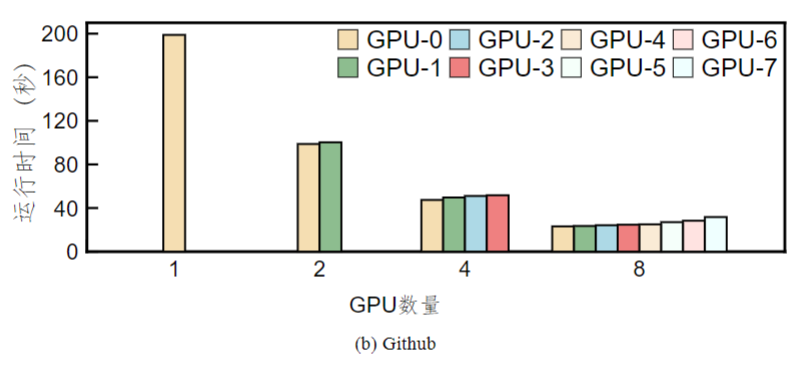 200
160
120
80
40
0
运行时间 (秒)
GPU-0 GPU-2 GPU-4 GPU-6
GPU-1 GPU-3 GPU-5 GPU-7
1 2 4 8
GPU数量
(b) Github